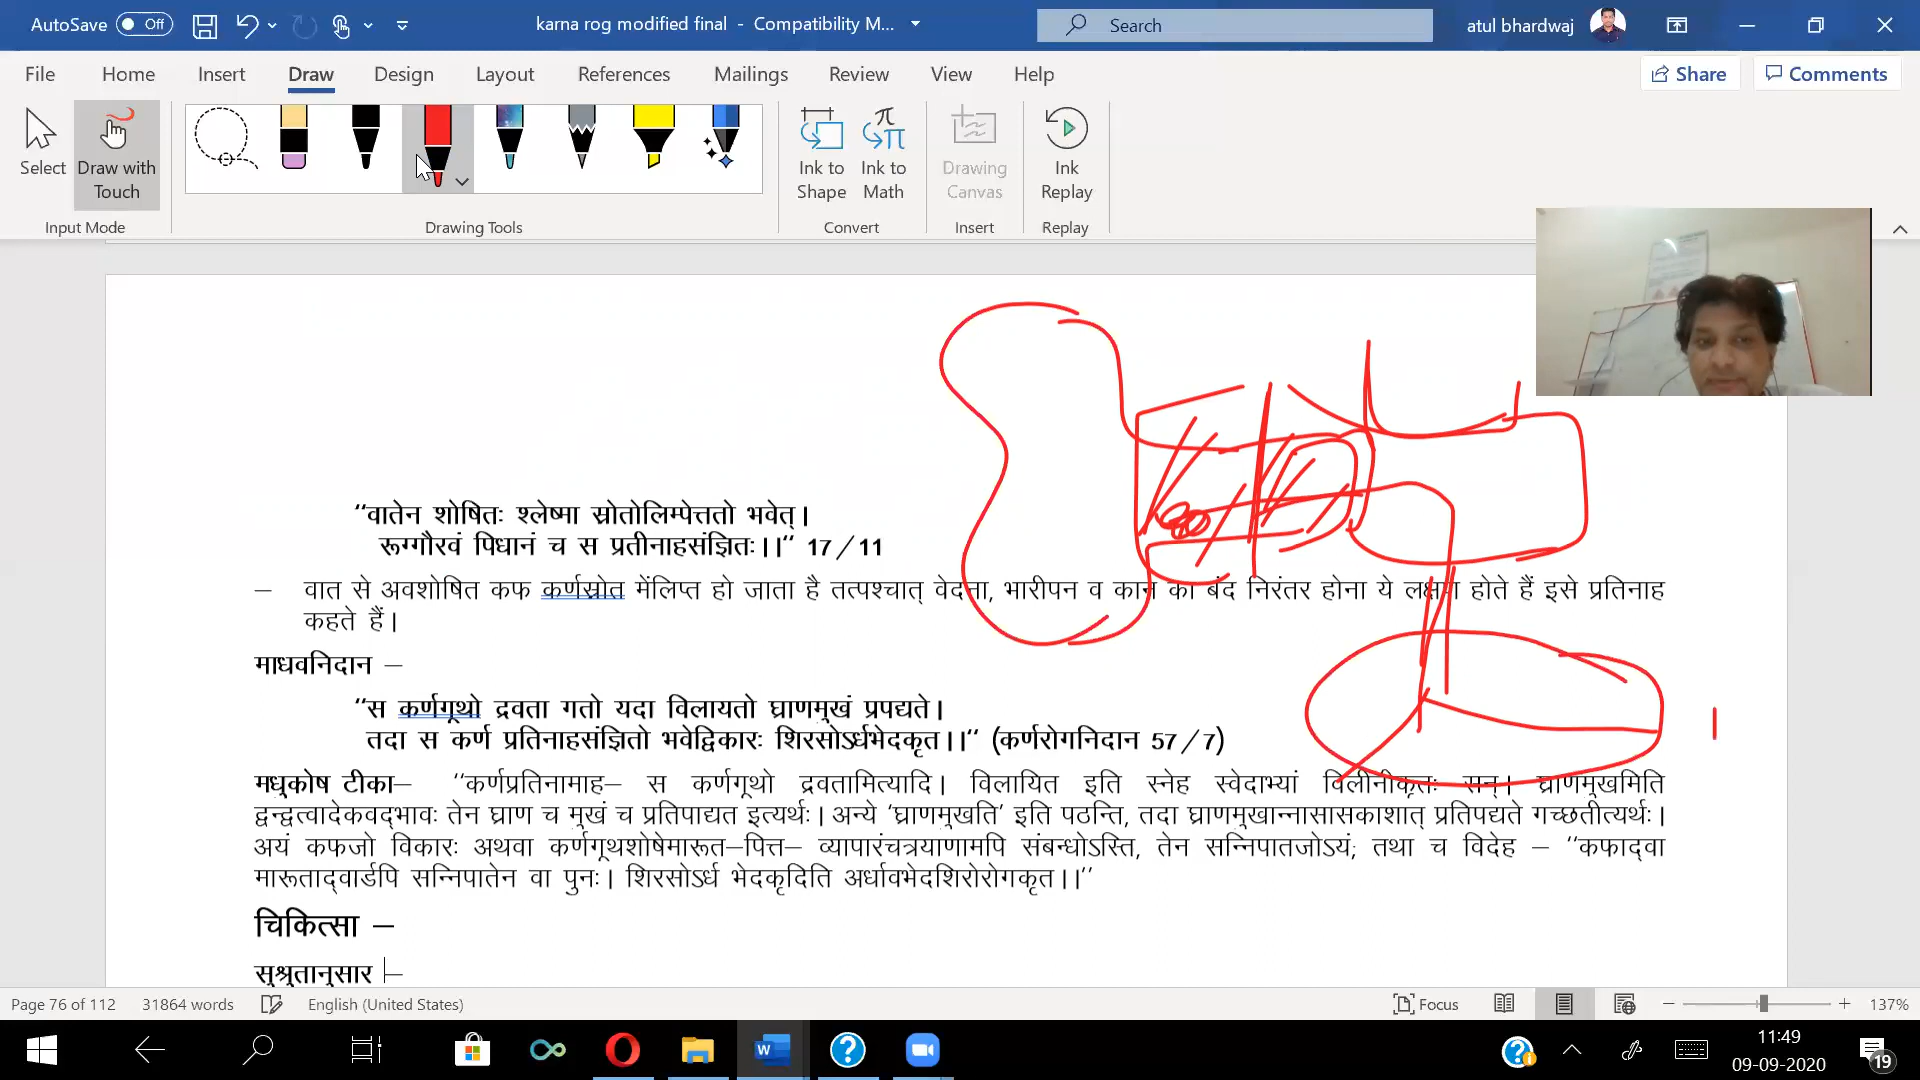 AutoSave Off karna rog modified final - Compatibility M... Search atul bhardwaj
File Home Insert Draw Design Layout References Mailings Review View Help Share Comments
Select Draw with Touch Ink to Shape Ink to Math Drawing Canvas Ink Replay
Input Mode Drawing Tools Convert Insert Replay
“वातेन शोषितः श्लेष्मा स्रोतोलिम्पेत्ततो भवेत्।
रूग्गौरवं पिधानं च स प्रतीनाहसंज्ञितः।।“ 17/11
– वात से अवशोषित कफ कर्णस्रोत मेंलिप्त हो जाता है तत्पश्चात् वेदना, भारीपन व कान का बंद निरंतर होना ये लक्षण होते हैं इसे प्रतिनाह
कहते हैं।
माधवनिदान –
“स कर्णगूथो द्रवता गतो यदा विलायतो घ्राणमुखं प्रपद्यते।
तदा स कर्ण प्रतिनाहसंज्ञितो भवेद्विकारः शिरसोऽर्धभेदकृत।।“ (कर्णरोगनिदान 57/7)
मधुकोष टीका– “कर्णप्रतिनामाह– स कर्णगूथो द्रवतामित्यादि। विलायित इति स्नेह स्वेदाभ्यां विलीनीकृतः सन्। घ्राणमुखमिति
द्वन्द्वत्वादेकवद्भावः तेन घ्राण च मुखं च प्रतिपाद्यत इत्यर्थः। अन्ये ‘घ्राणमुखति’ इति पठन्ति, तदा घ्राणमुखान्नासासकाशात् प्रतिपद्यते गच्छतीत्यर्थः।
अयं कफजो विकारः अथवा कर्णगूथशोषेमारूत–पित्त– व्यापारंचत्रयाणामपि संबन्धोऽस्ति, तेन सन्निपातजोऽयं; तथा च विदेह – “कफाद्वा
मारूताद्वार्डपि सन्निपातेन वा पुनः। शिरसोऽर्ध भेदकृदिति अर्धावभेदशिरोरोगकृत।।“
चिकित्सा –
सुश्रुतानुसार –
Page 76 of 112 31864 words English (United States) Focus 137%
11:49
09-09-2020
19